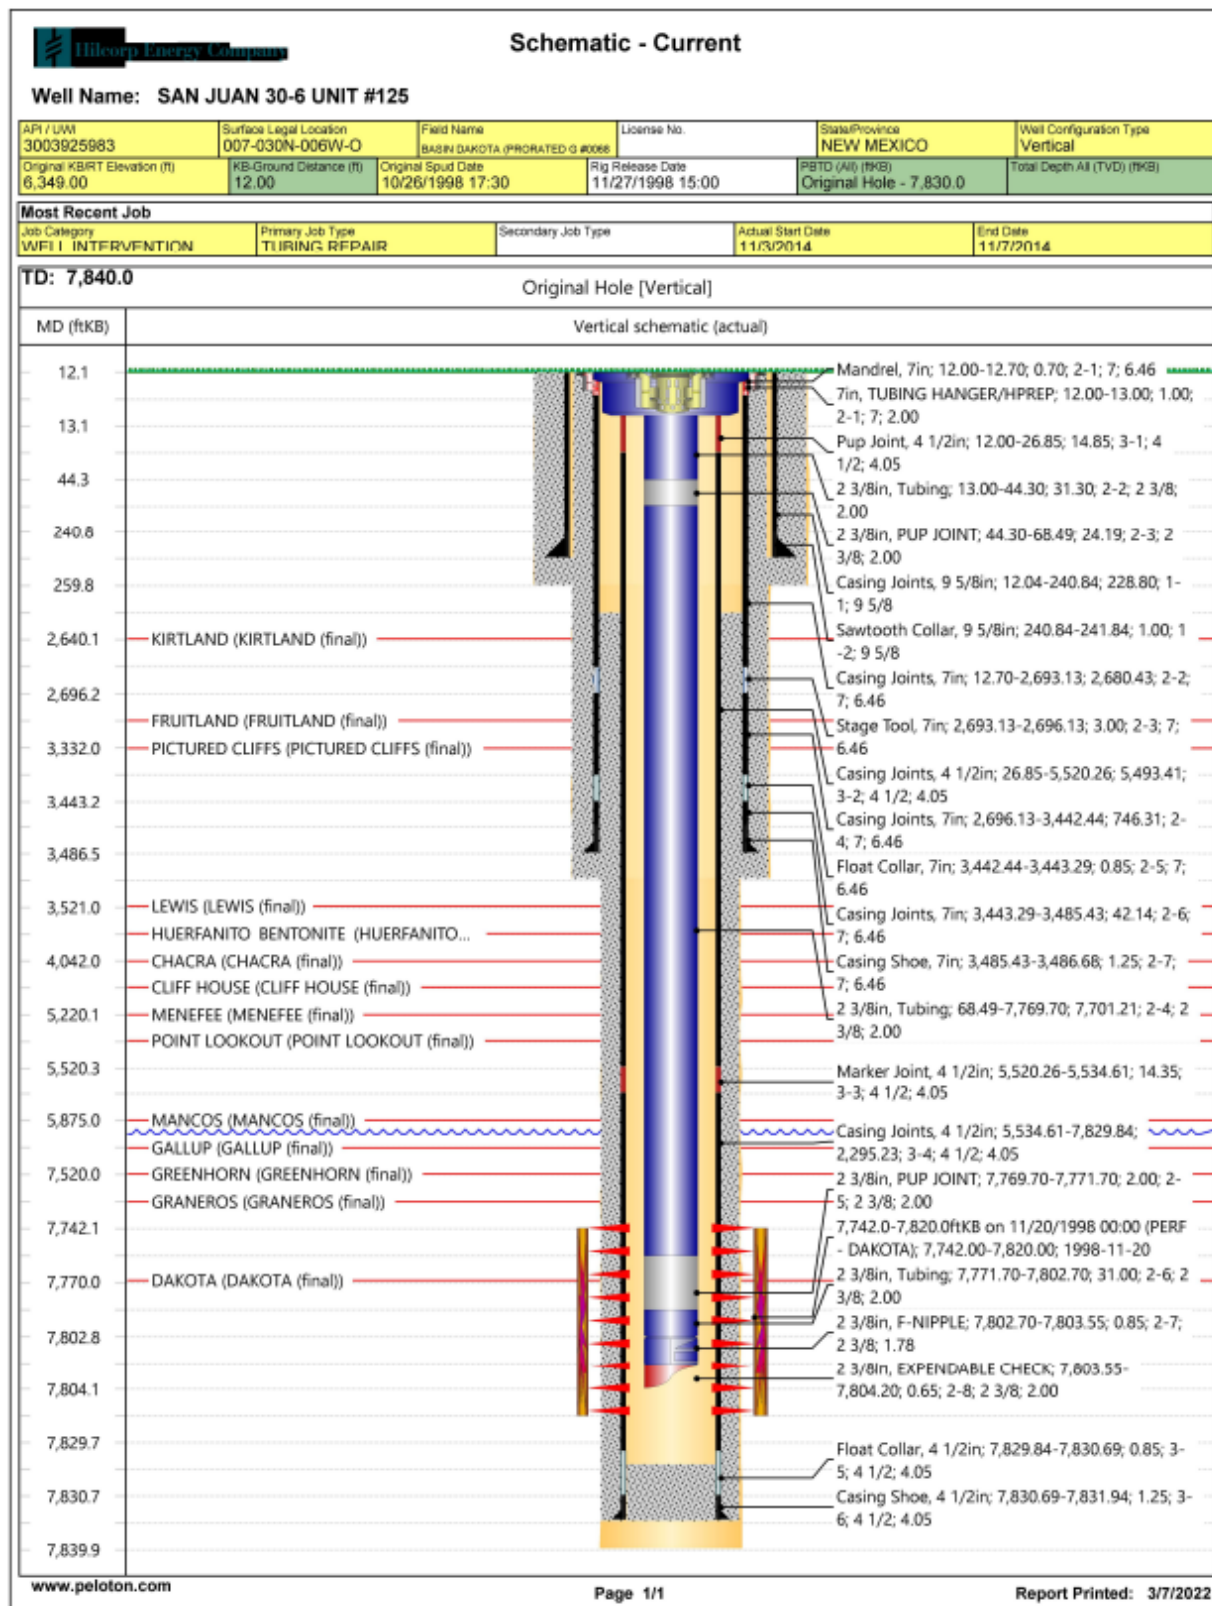 Hilcorp Energy Company
Schematic - Current
Well Name: SAN JUAN 30-6 UNIT #125
API / UWI
3003925983
Surface Legal Location
007-030N-006W-O
Field Name
BASIN DAKOTA (PRORATED G #0068
License No.
State/Province
NEW MEXICO
Well Configuration Type
Vertical
Original KB/RT Elevation (ft)
6,349.00
KB-Ground Distance (ft)
12.00
Original Spud Date
10/26/1998 17:30
Rig Release Date
11/27/1998 15:00
PBTD (All) (ftKB)
Original Hole - 7,830.0
Total Depth All (TVD) (ftKB)
Most Recent Job
Job Category
WELL INTERVENTION
Primary Job Type
TUBING REPAIR
Secondary Job Type
Actual Start Date
11/3/2014
End Date
11/7/2014
TD: 7,840.0
Original Hole [Vertical]
MD (ftKB)
Vertical schematic (actual)
12.1
13.1
44.3
240.8
259.8
2,640.1
2,696.2
3,332.0
3,443.2
3,486.5
3,521.0
4,042.0
5,220.1
5,520.3
5,875.0
7,520.0
7,742.1
7,770.0
7,802.8
7,804.1
7,829.7
7,830.7
7,839.9
KIRTLAND (KIRTLAND (final))
FRUITLAND (FRUITLAND (final))
PICTURED CLIFFS (PICTURED CLIFFS (final))
LEWIS (LEWIS (final))
HUERFANITO BENTONITE (HUERFANITO...
CHACRA (CHACRA (final))
CLIFF HOUSE (CLIFF HOUSE (final))
MENEFEE (MENEFEE (final))
POINT LOOKOUT (POINT LOOKOUT (final))
MANCOS (MANCOS (final))
GALLUP (GALLUP (final))
GREENHORN (GREENHORN (final))
GRANEROS (GRANEROS (final))
DAKOTA (DAKOTA (final))
Mandrel, 7in; 12.00-12.70; 0.70; 2-1; 7; 6.46
7in, TUBING HANGER/HPREP; 12.00-13.00; 1.00;
2-1; 7; 2.00
Pup Joint, 4 1/2in; 12.00-26.85; 14.85; 3-1; 4
1/2; 4.05
2 3/8in, Tubing; 13.00-44.30; 31.30; 2-2; 2 3/8;
2.00
2 3/8in, PUP JOINT; 44.30-68.49; 24.19; 2-3; 2
3/8; 2.00
Casing Joints, 9 5/8in; 12.04-240.84; 228.80; 1-
1; 9 5/8
Sawtooth Collar, 9 5/8in; 240.84-241.84; 1.00; 1
-2; 9 5/8
Casing Joints, 7in; 12.70-2,693.13; 2,680.43; 2-2;
7; 6.46
Stage Tool, 7in; 2,693.13-2,696.13; 3.00; 2-3; 7;
6.46
Casing Joints, 4 1/2in; 26.85-5,520.26; 5,493.41;
3-2; 4 1/2; 4.05
Casing Joints, 7in; 2,696.13-3,442.44; 746.31; 2-
4; 7; 6.46
Float Collar, 7in; 3,442.44-3,443.29; 0.85; 2-5; 7;
6.46
Casing Joints, 7in; 3,443.29-3,485.43; 42.14; 2-6;
7; 6.46
Casing Shoe, 7in; 3,485.43-3,486.68; 1.25; 2-7;
7; 6.46
2 3/8in, Tubing; 68.49-7,769.70; 7,701.21; 2-4; 2
3/8; 2.00
Marker Joint, 4 1/2in; 5,520.26-5,534.61; 14.35;
3-3; 4 1/2; 4.05
Casing Joints, 4 1/2in; 5,534.61-7,829.84;
2,295.23; 3-4; 4 1/2; 4.05
2 3/8in, PUP JOINT; 7,769.70-7,771.70; 2.00; 2-
5; 2 3/8; 2.00
7,742.0-7,820.0ftKB on 11/20/1998 00:00 (PERF
- DAKOTA); 7,742.00-7,820.00; 1998-11-20
2 3/8in, Tubing; 7,771.70-7,802.70; 31.00; 2-6; 2
3/8; 2.00
2 3/8in, F-NIPPLE; 7,802.70-7,803.55; 0.85; 2-7;
2 3/8; 1.78
2 3/8in, EXPENDABLE CHECK; 7,803.55-
7,804.20; 0.65; 2-8; 2 3/8; 2.00
Float Collar, 4 1/2in; 7,829.84-7,830.69; 0.85; 3-
5; 4 1/2; 4.05
Casing Shoe, 4 1/2in; 7,830.69-7,831.94; 1.25; 3-
6; 4 1/2; 4.05
www.peloton.com
Page 1/1
Report Printed: 3/7/2022